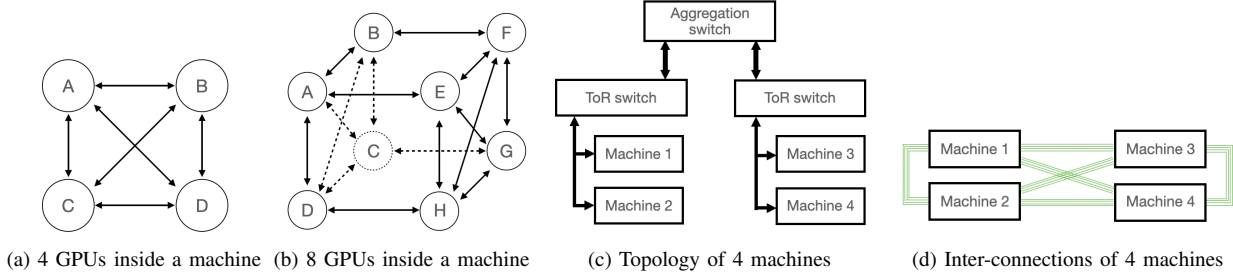 A
B
C
D
(a) 4 GPUs inside a machine
B
F
A
E
C
G
D
H
(b) 8 GPUs inside a machine
Aggregation
switch
ToR switch
ToR switch
Machine 1
Machine 3
Machine 2
Machine 4
(c) Topology of 4 machines
Machine 1
Machine 3
Machine 2
Machine 4
(d) Inter-connections of 4 machines